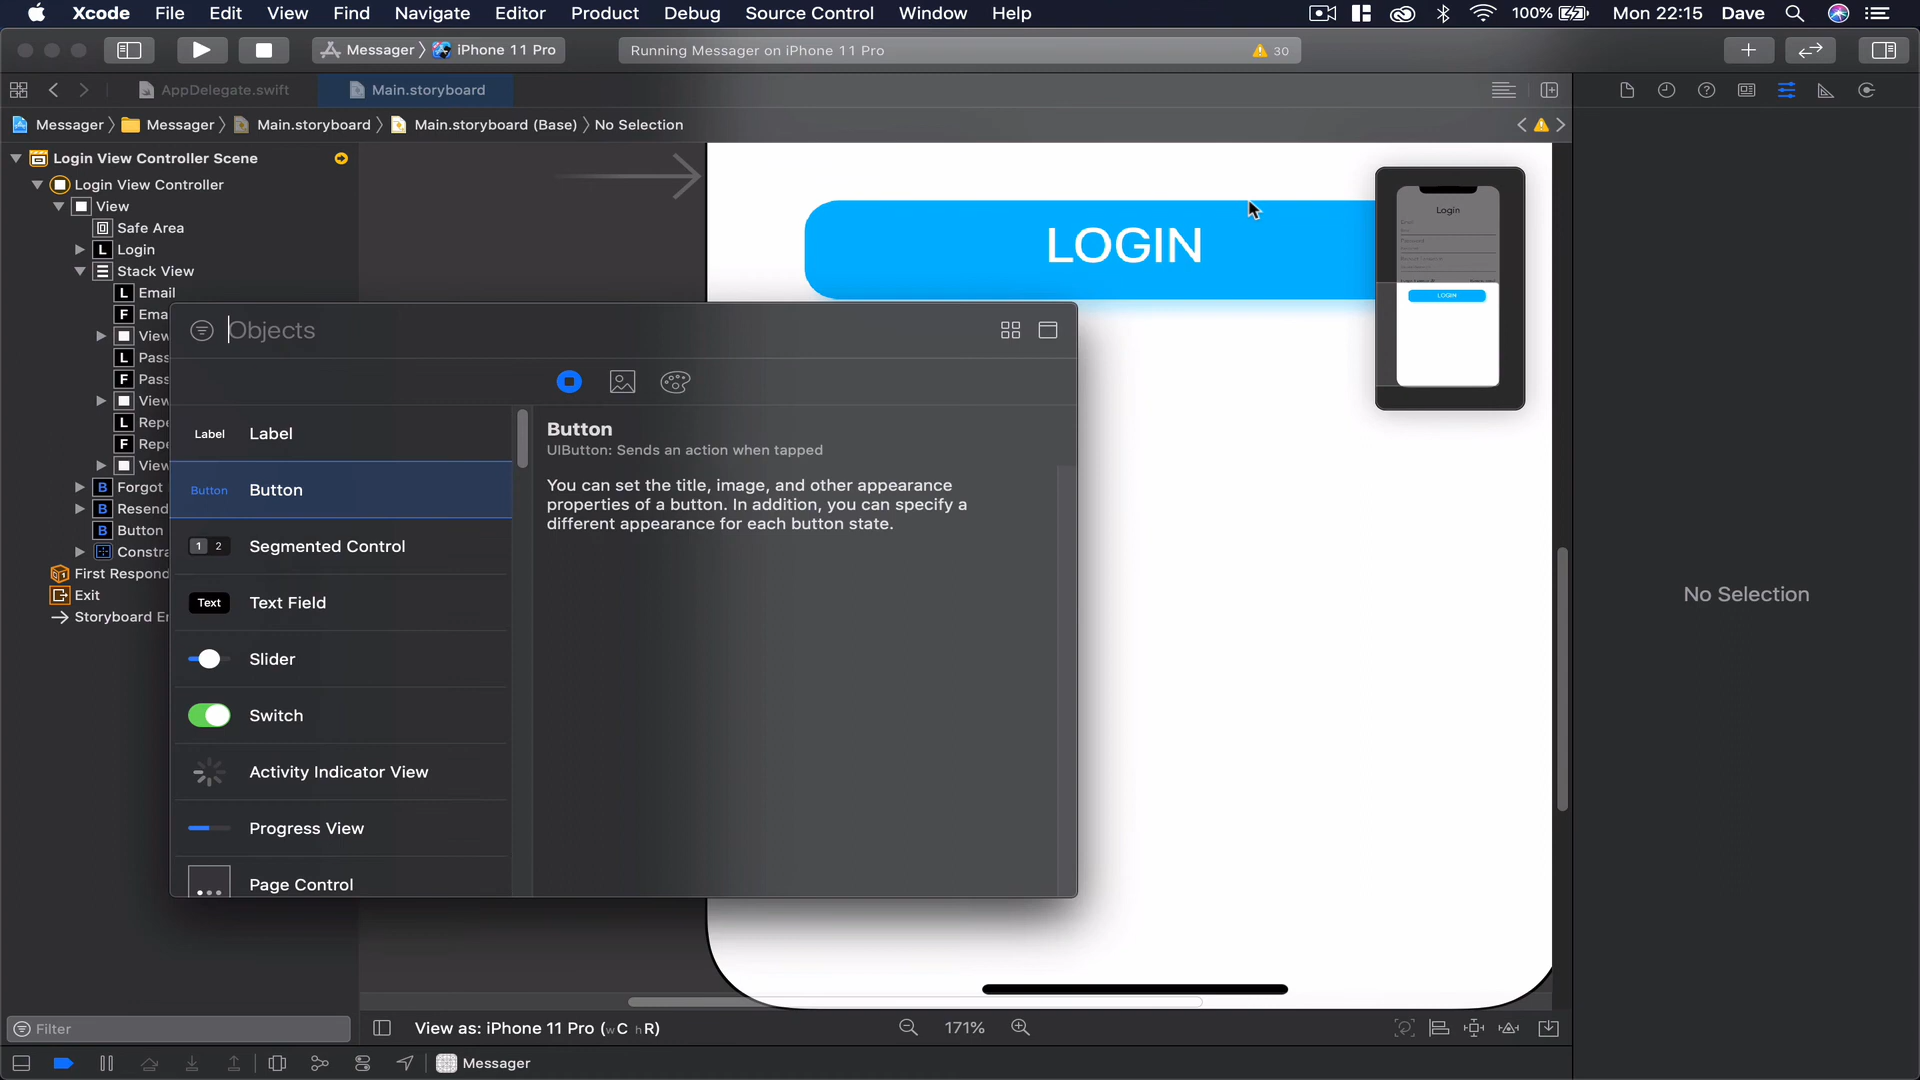 Xcode File Edit View Find Navigate Editor Product Debug Source Control Window Help 100% Mon 22:15 Dave
Messager iPhone 11 Pro Running Messager on iPhone 11 Pro 30
AppDelegate.swift Main.storyboard
Messager Messager Main.storyboard Main.storyboard (Base) No Selection
Login View Controller Scene
Login View Controller
View
Safe Area
L Login
Stack View
L Email
F Ema
View
L Pass
F Pass
View
L Repe
F Repe
View
B Forgot
B Resend
B Button
Constra
First Respond
Exit
Storyboard En
Filter
LOGIN
Login
LOGIN
Objects
Label Label
Button Button
1 2 Segmented Control
Text Text Field
Slider
Switch
Activity Indicator View
Progress View
Page Control
Button
UIButton: Sends an action when tapped
You can set the title, image, and other appearance
properties of a button. In addition, you can specify a
different appearance for each button state.
No Selection
View as: iPhone 11 Pro (wC hR) 171%
Messager